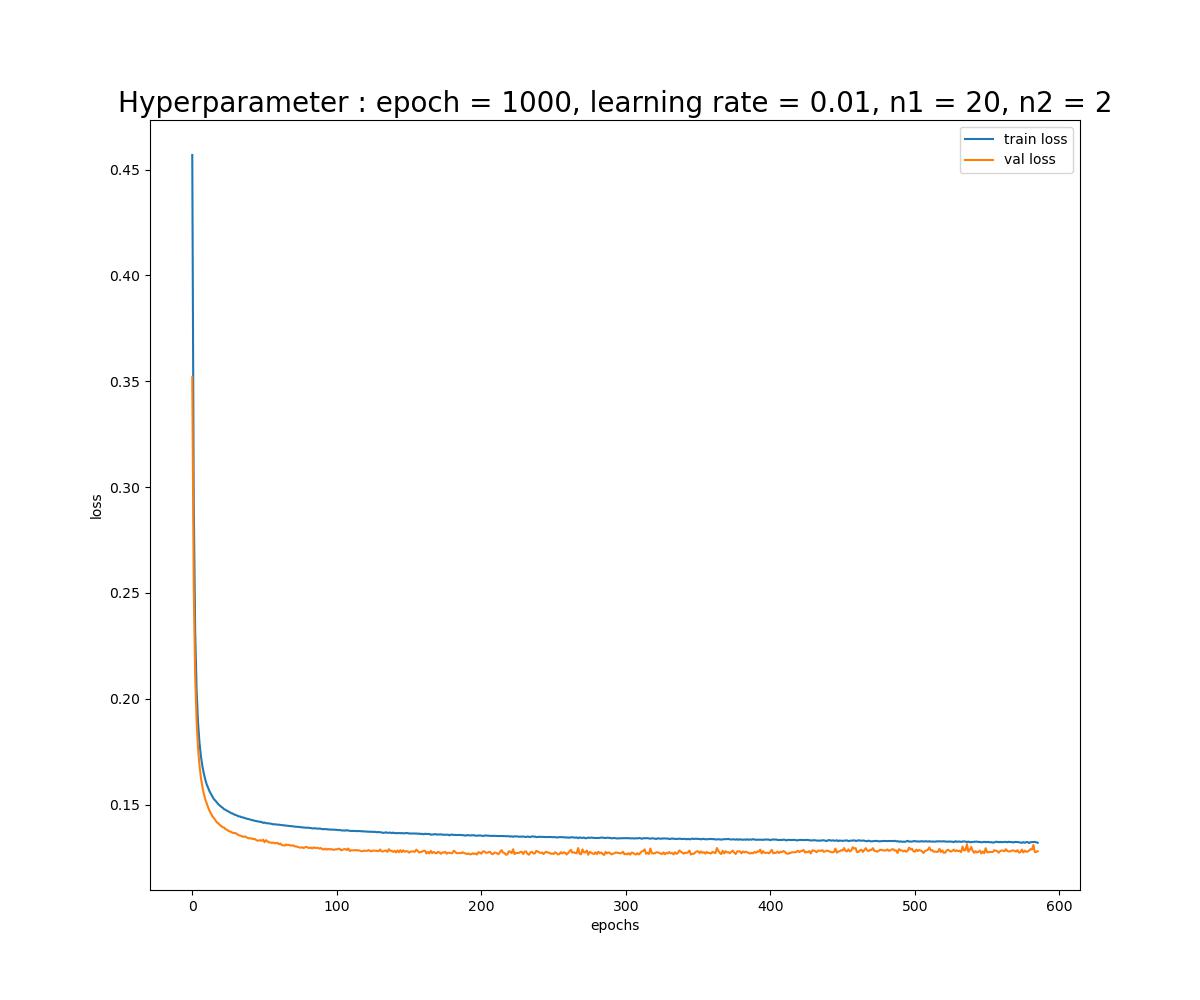 Hyperparameter : epoch = 1000, learning rate = 0.01, n1 = 20, n2 = 2
train loss
val loss
0.45
0.40
0.35
0.30
0.25
0.20
0.15
loss
0
100
200
300
400
500
600
epochs